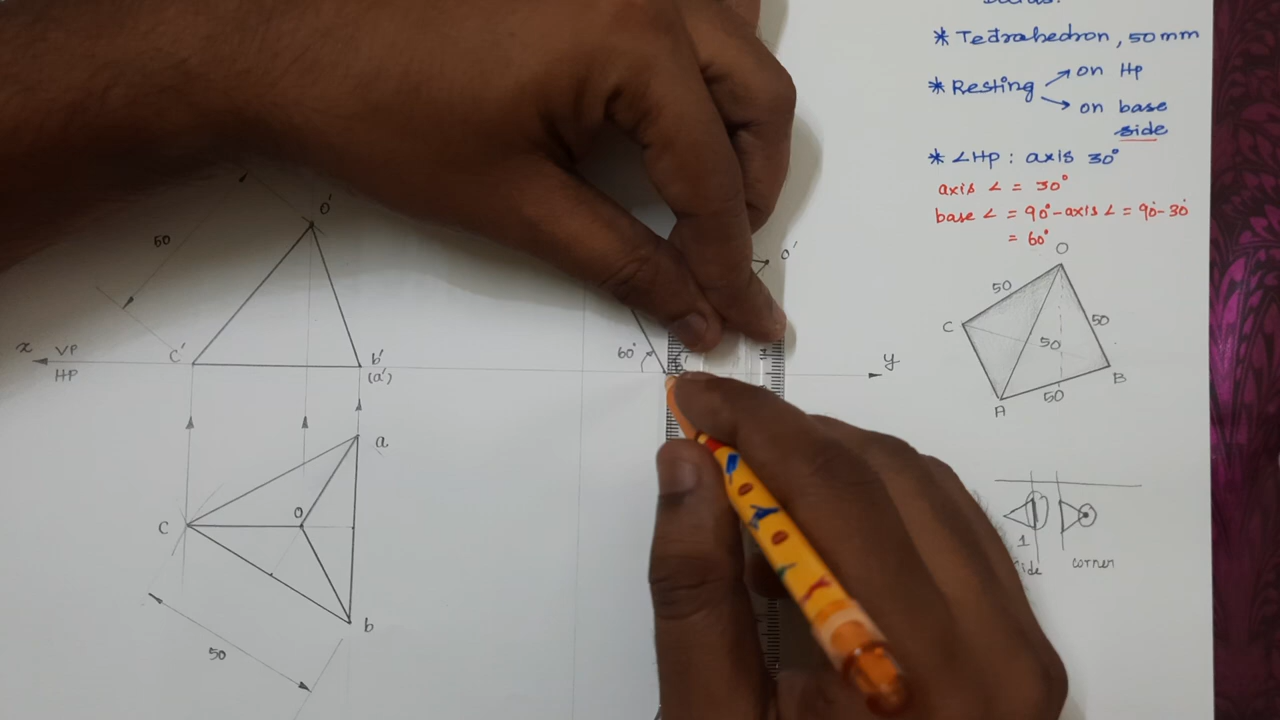 * Tetrahedron, 50mm
* Resting → on Hp
→ on base
side
* ∠Hp : axis 30°
axis ∠ = 30°
base ∠ = 90° - axis ∠ = 90° - 30°
= 60°
O
50
C
50
50
B
50
A
1
side
corner
O'
50
x
VP
HP
c'
b'
(a')
60°
O'
y
a
c
o
b
50